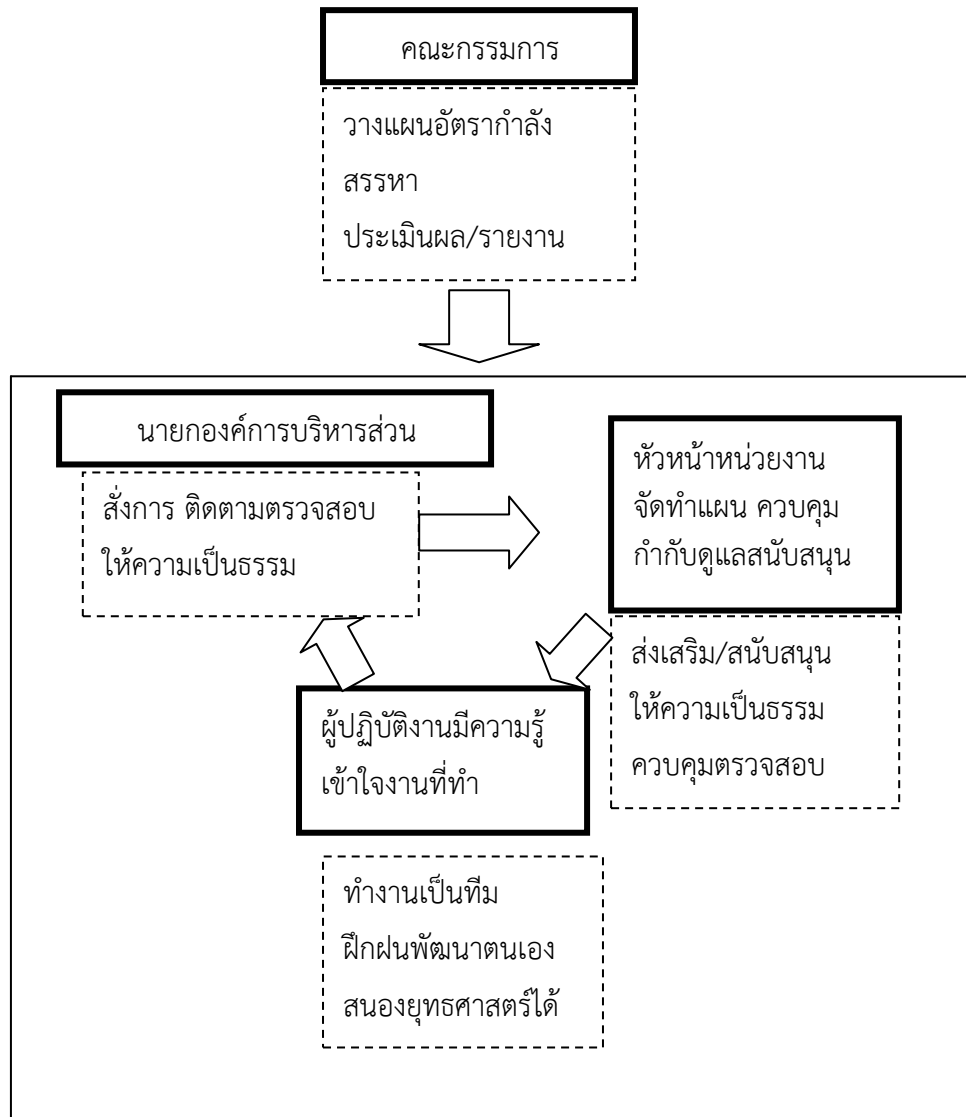 คณะกรรมการ
วางแผนอัตรากำลัง
สรรหา
ประเมินผล/รายงาน
นายกองค์การบริหารส่วน
สั่งการ ติดตามตรวจสอบ
ให้ความเป็นธรรม
หัวหน้าหน่วยงาน
จัดทำแผน ควบคุม
กำกับดูแลสนับสนุน
ส่งเสริม/สนับสนุน
ให้ความเป็นธรรม
ควบคุมตรวจสอบ
ผู้ปฏิบัติงานมีความรู้
เข้าใจงานที่ทำ
ทำงานเป็นทีม
ฝึกฝนพัฒนาตนเอง
สนองยุทธศาสตร์ได้